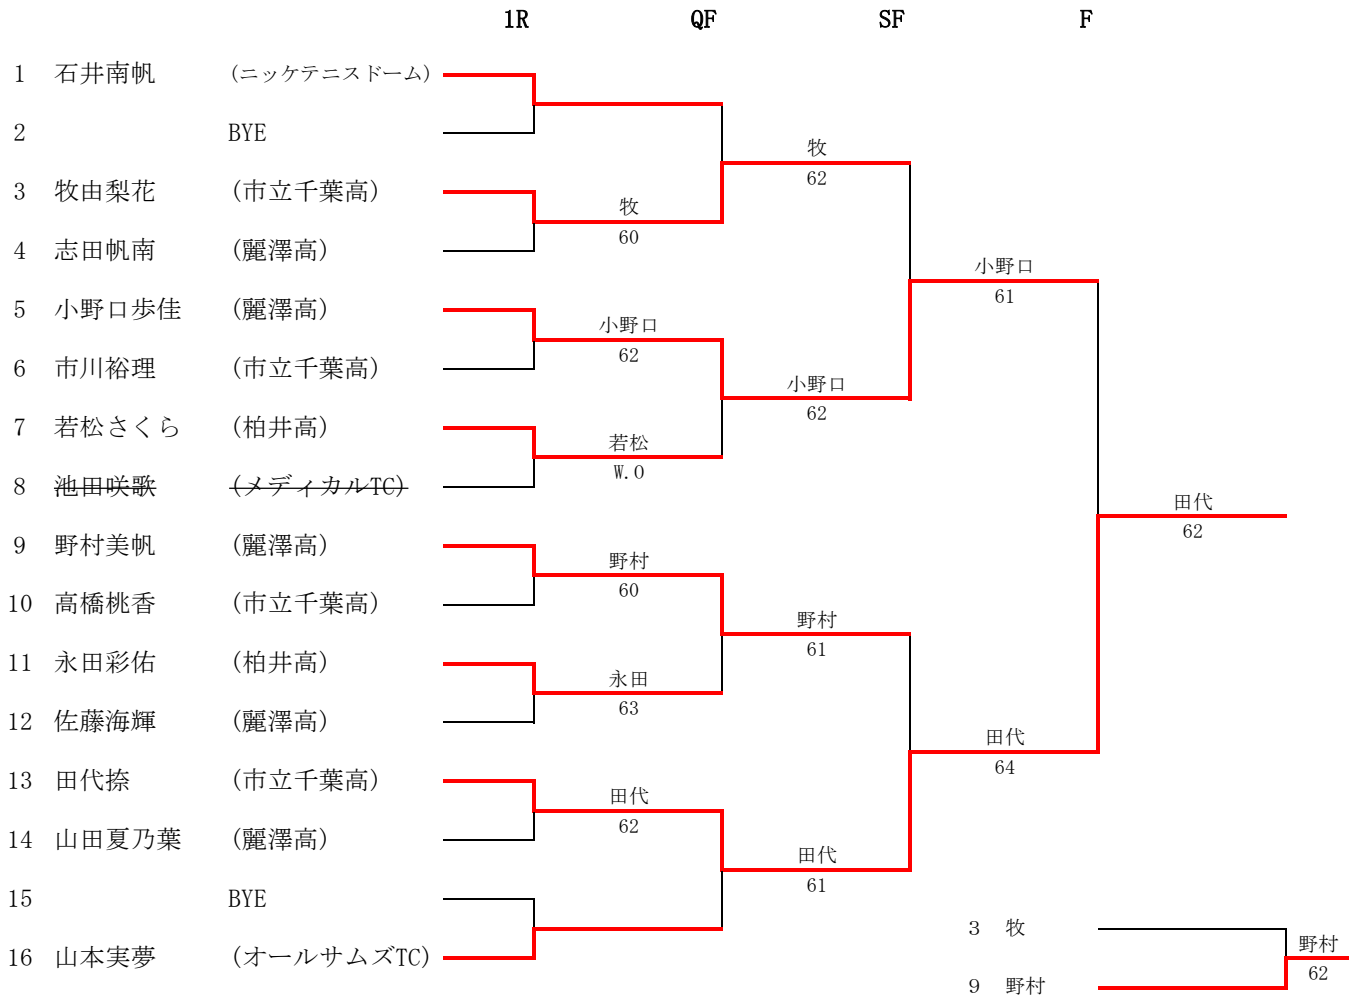 1R QF SF F
1 石井南帆 (ニッケテニスドーム)
2 BYE
牧
62
3 牧由梨花 (市立千葉高)
牧
60
4 志田帆南 (麗澤高)
小野口
61
5 小野口歩佳 (麗澤高)
小野口
62
6 市川裕理 (市立千葉高)
小野口
62
7 若松さくら (柏井高)
若松
W.O
8 池田咲歌 (メディカルTC)
田代
62
9 野村美帆 (麗澤高)
野村
60
10 高橋桃香 (市立千葉高)
野村
61
11 永田彩佑 (柏井高)
永田
63
12 佐藤海輝 (麗澤高)
田代
64
13 田代捺 (市立千葉高)
田代
62
14 山田夏乃葉 (麗澤高)
田代
61
15 BYE
16 山本実夢 (オールサムズTC)
3 牧
野村
62
9 野村